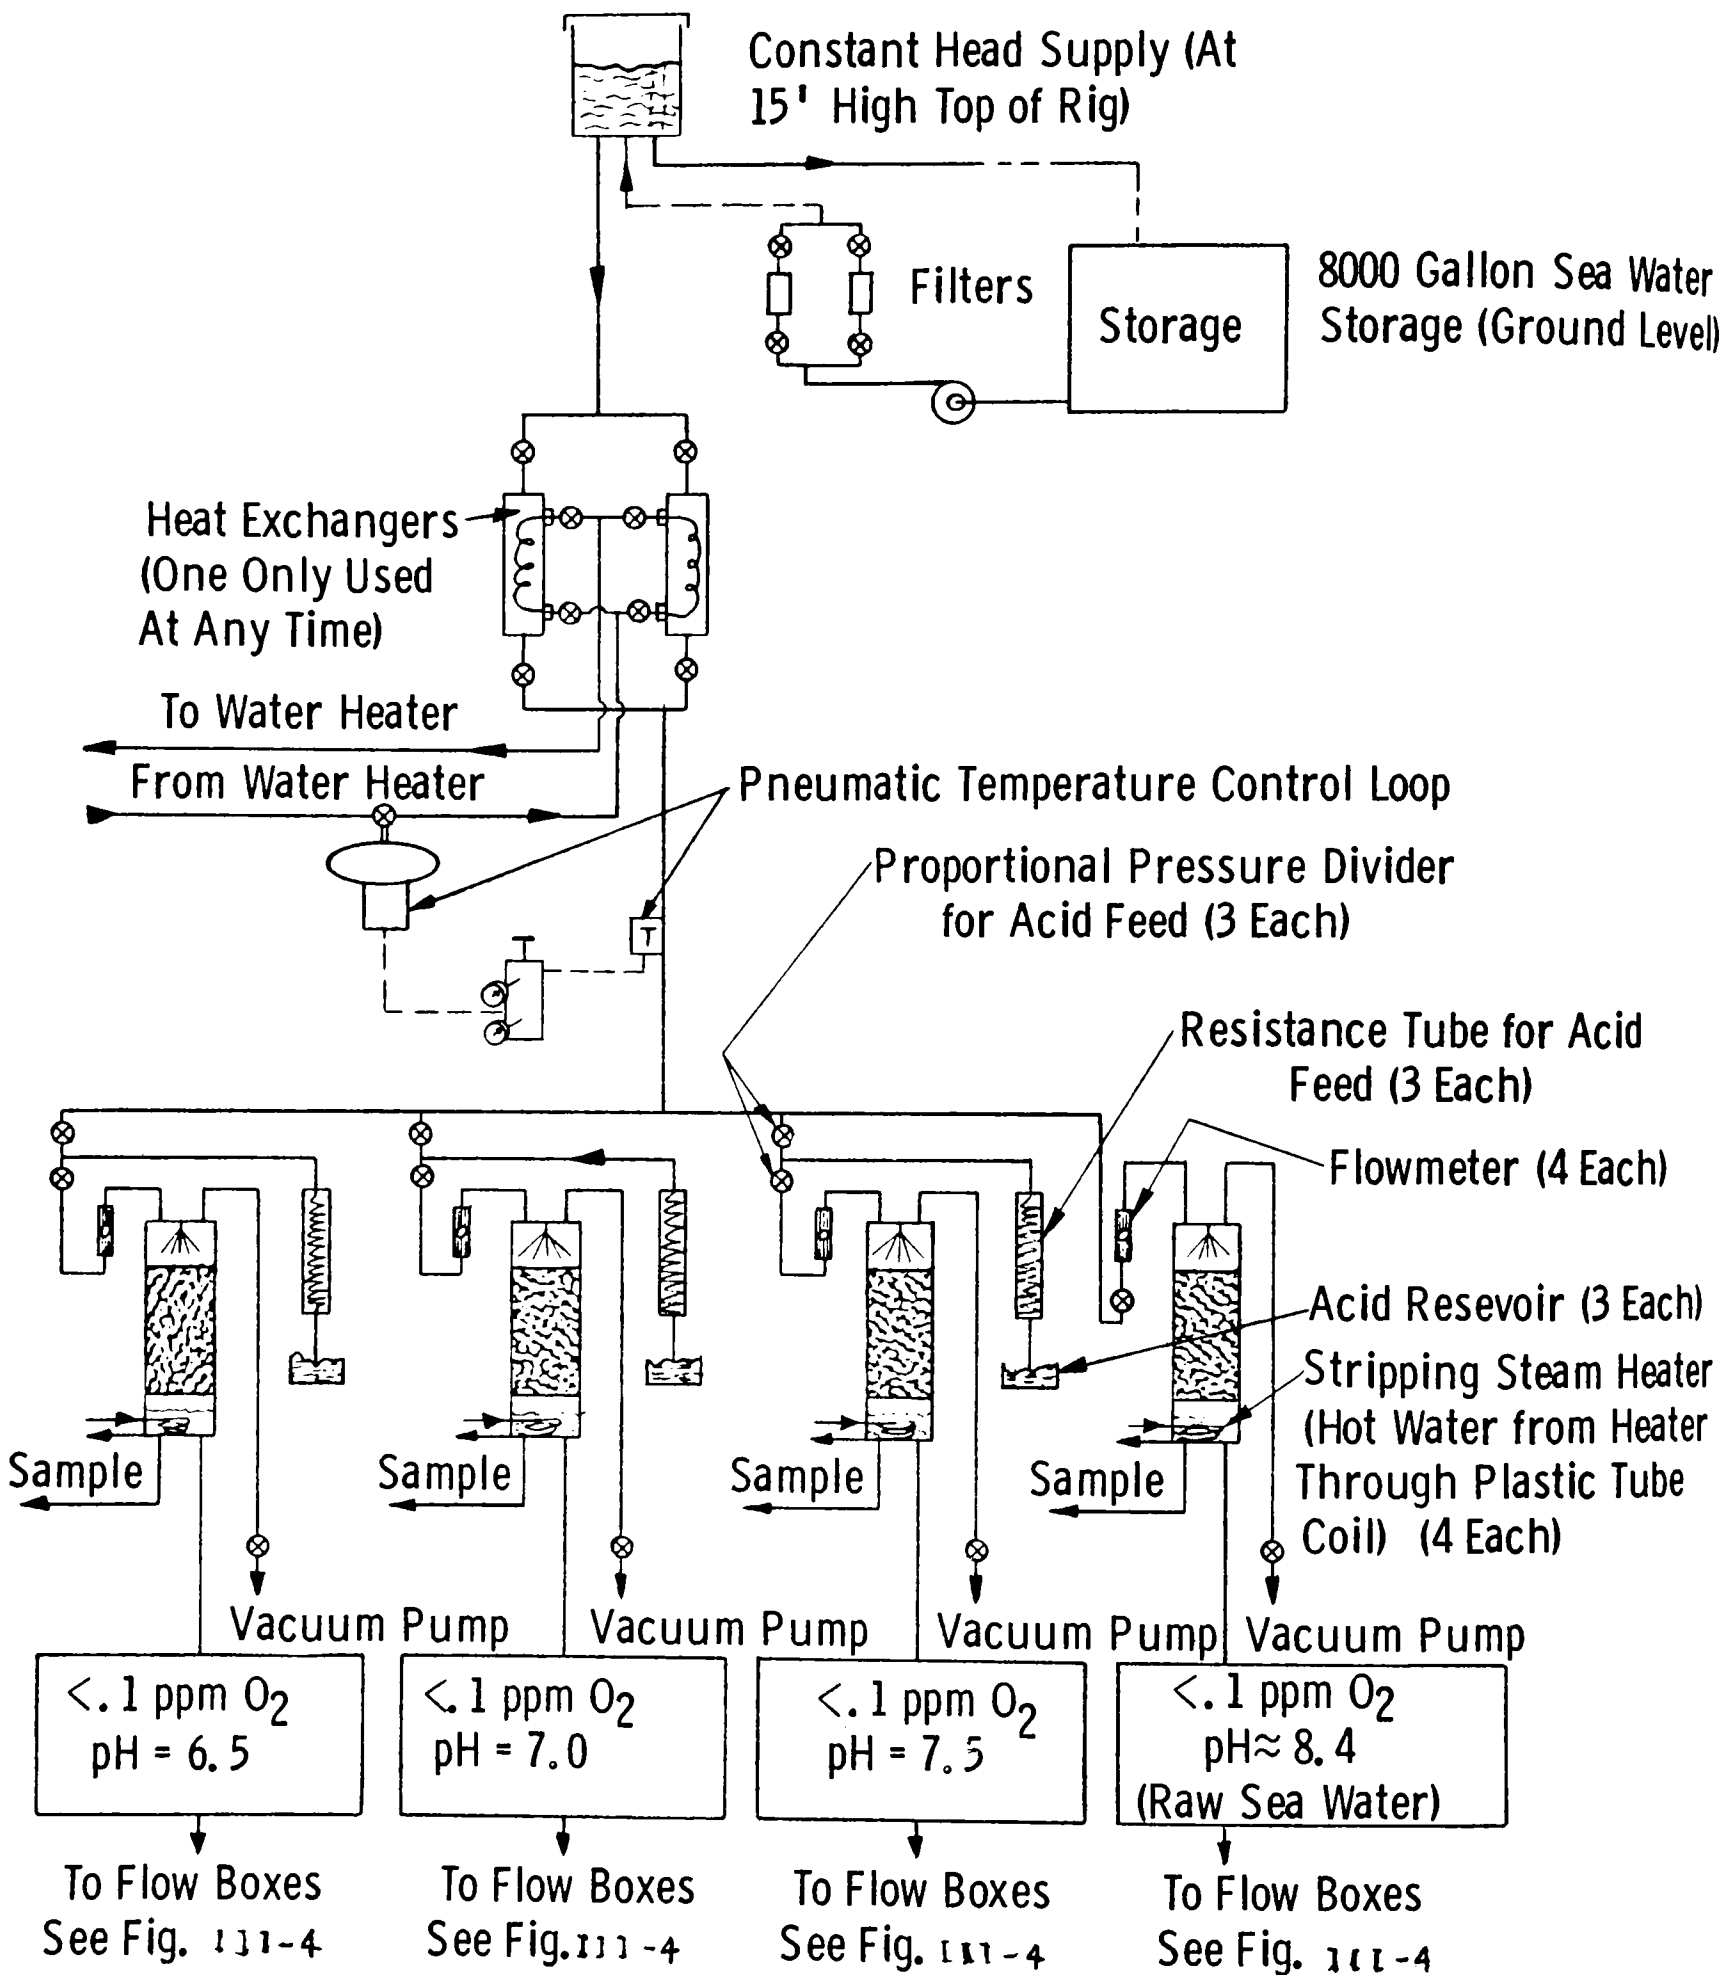 Constant Head Supply (At
15' High Top of Rig)
Filters
Storage
8000 Gallon Sea Water
Storage (Ground Level)
Heat Exchangers
(One Only Used
At Any Time)
To Water Heater
From Water Heater
Pneumatic Temperature Control Loop
Proportional Pressure Divider
for Acid Feed (3 Each)
T
Resistance Tube for Acid
Feed (3 Each)
Flowmeter (4 Each)
Acid Resevoir (3 Each)
Stripping Steam Heater
(Hot Water from Heater
Through Plastic Tube
Coil) (4 Each)
Sample
Sample
Sample
Sample
Vacuum Pump
Vacuum Pump
Vacuum Pump
Vacuum Pump
<.1 ppm O2
pH = 6.5
<.1 ppm O2
pH = 7.0
<.1 ppm O2
pH = 7.5
<.1 ppm O2
pH≈ 8.4
(Raw Sea Water)
To Flow Boxes
See Fig. III-4
To Flow Boxes
See Fig. III-4
To Flow Boxes
See Fig. III-4
To Flow Boxes
See Fig. III-4